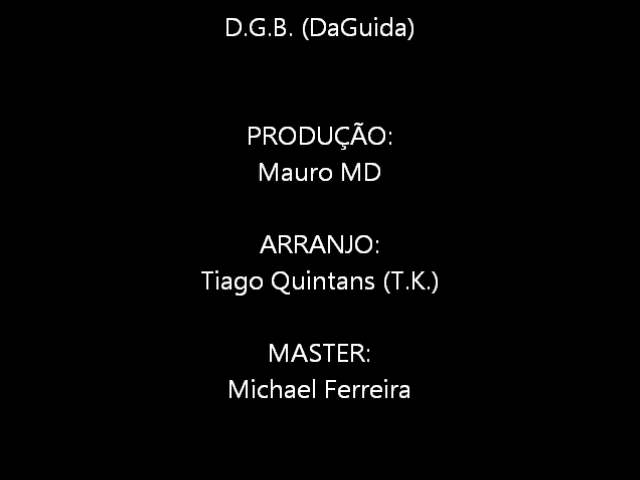 D.G.B. (DaGuida)
PRODUÇÃO:
Mauro MD
ARRANJO:
Tiago Quintans (T.K.)
MASTER:
Michael Ferreira